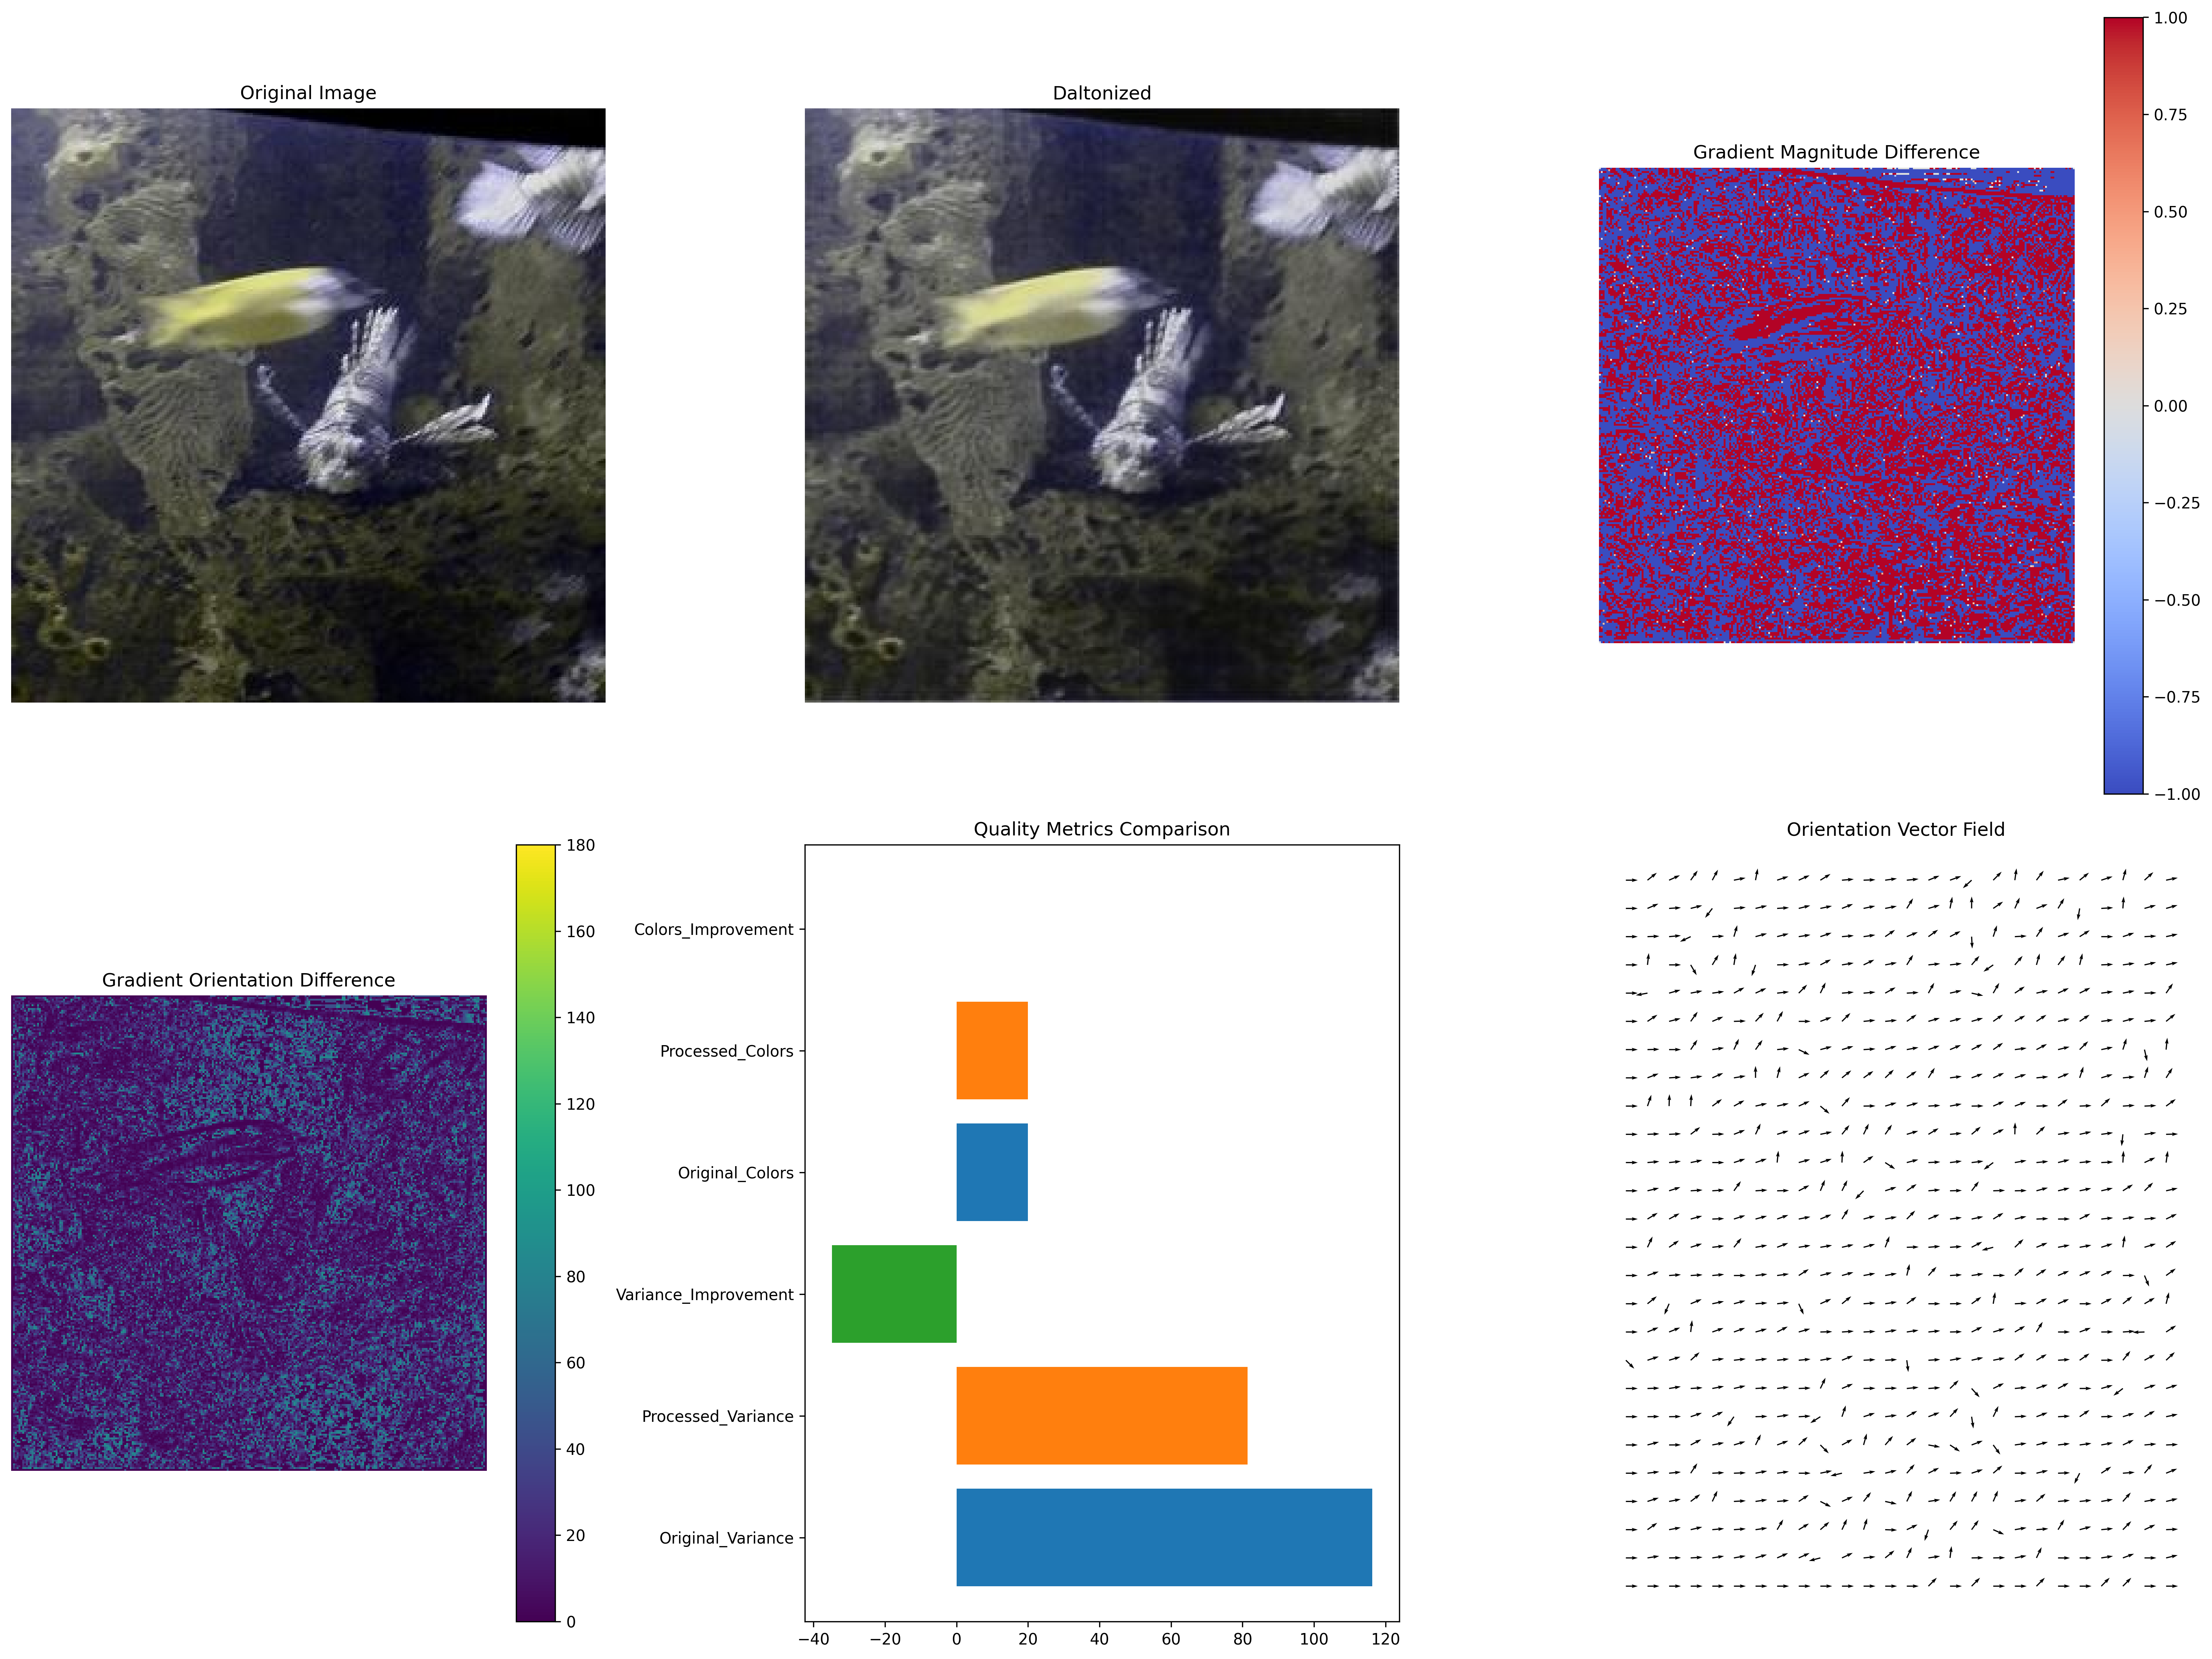 Original Image
Daltonized
Gradient Magnitude Difference
1.00
0.75
0.50
0.25
0.00
−0.25
−0.50
−0.75
−1.00
Gradient Orientation Difference
180
160
140
120
100
80
60
40
20
0
Quality Metrics Comparison
Colors_Improvement
Processed_Colors
Original_Colors
Variance_Improvement
Processed_Variance
Original_Variance
−40 −20 0 20 40 60 80 100 120
Orientation Vector Field